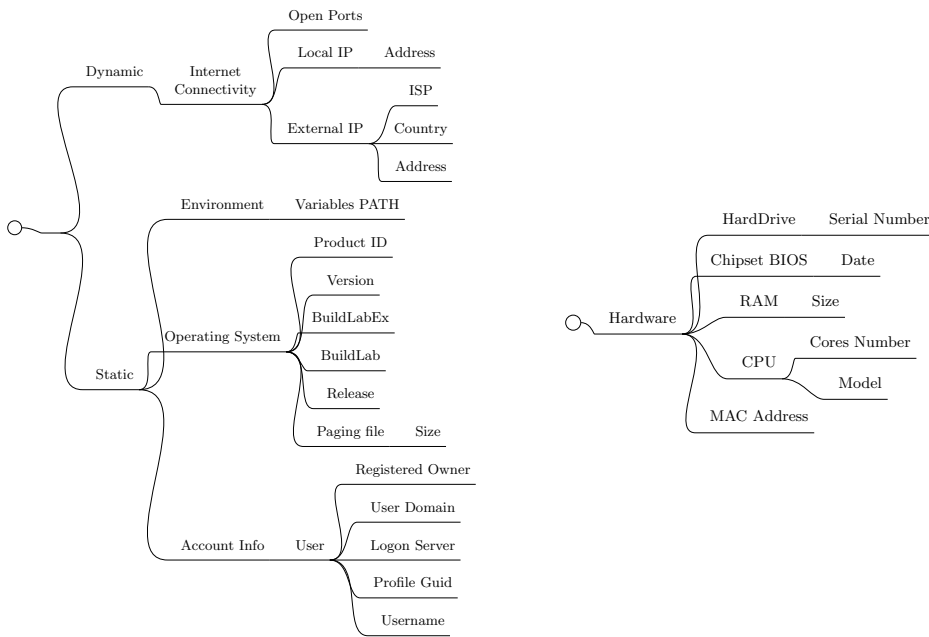 Open Ports
Local IP
Address
Dynamic
Internet
Connectivity
ISP
External IP
Country
Address
Environment
Variables PATH
Product ID
Version
BuildLabEx
Operating System
BuildLab
Static
Release
Paging file
Size
Registered Owner
User Domain
Account Info
User
Logon Server
Profile Guid
Username
HardDrive
Serial Number
Chipset BIOS
Date
RAM
Size
Hardware
Cores Number
CPU
Model
MAC Address